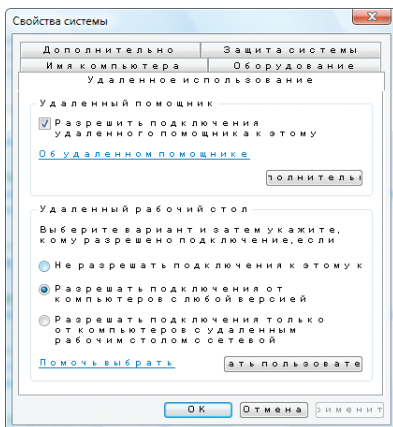 Свойства системы
Дополнительно
Защита системы
Имя компьютера
Оборудование
Удаленное использование
Удаленный помощник
Разрешить подключения
удаленного помощника к этому
Об удаленном помощнике
полнитель
Удаленный рабочий стол
Выберите вариант и затем укажите,
кому разрешено подключение, если
Не разрешать подключения к этому к
Разрешать подключения от
компьютеров с любой версией
Разрешать подключения только
от компьютеров с удаленным
рабочим столом с сетевой
Помочь выбрать
ать пользовате
ОК
Отмена
рименит